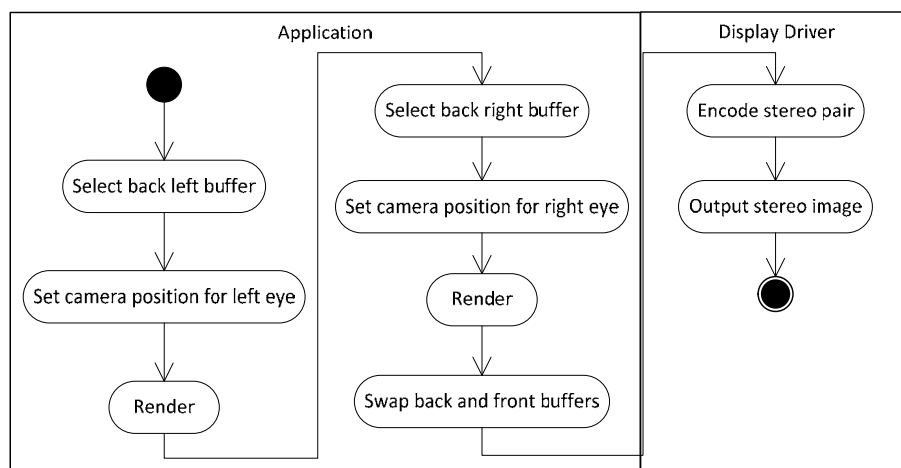 Application
Select back left buffer
Set camera position for left eye
Render
Select back right buffer
Set camera position for right eye
Render
Swap back and front buffers
Display Driver
Encode stereo pair
Output stereo image